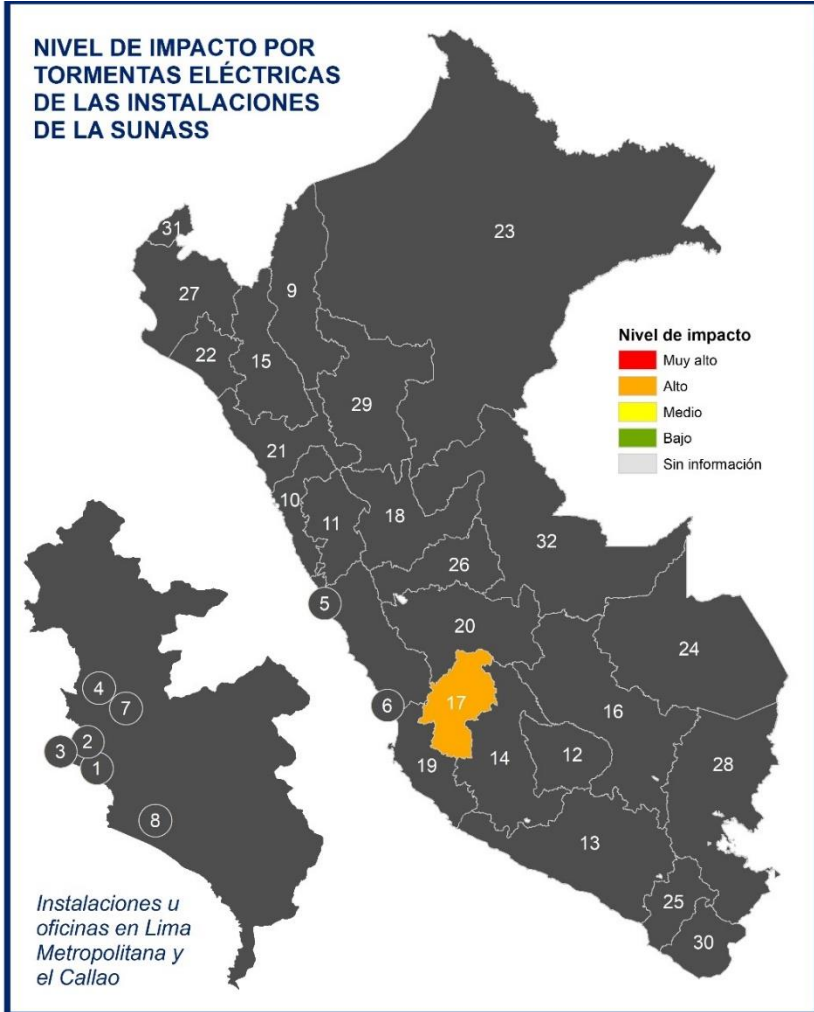 NIVEL DE IMPACTO POR
TORMENTAS ELÉCTRICAS
DE LAS INSTALACIONES
DE LA SUNASS
31
23
9
27
22
15
29
21
10
11
18
32
26
5
20
24
17
6
16
19
14
12
28
13
25
30
Nivel de impacto
Muy alto
Alto
Medio
Bajo
Sin información
4
7
2
3
1
8
Instalaciones u
oficinas en Lima
Metropolitana y
el Callao